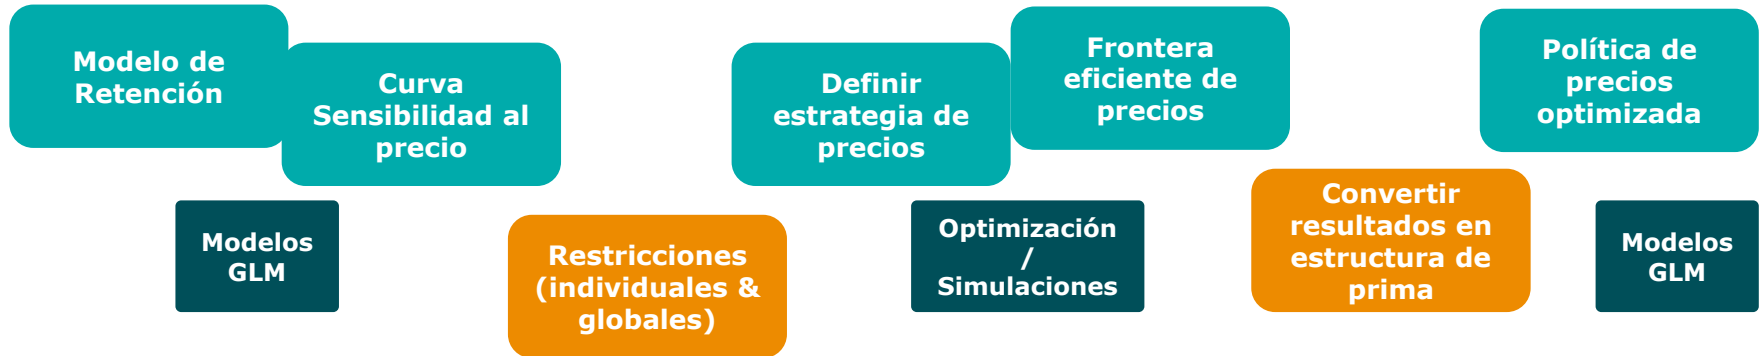 Modelo de
Retención
Curva
Sensibilidad al
precio
Modelos
GLM
Restricciones
(individuales &
globales)
Definir
estrategia de
precios
Frontera
eficiente de
precios
Optimización
/
Simulaciones
Convertir
resultados en
estructura de
prima
Política de
precios
optimizada
Modelos
GLM